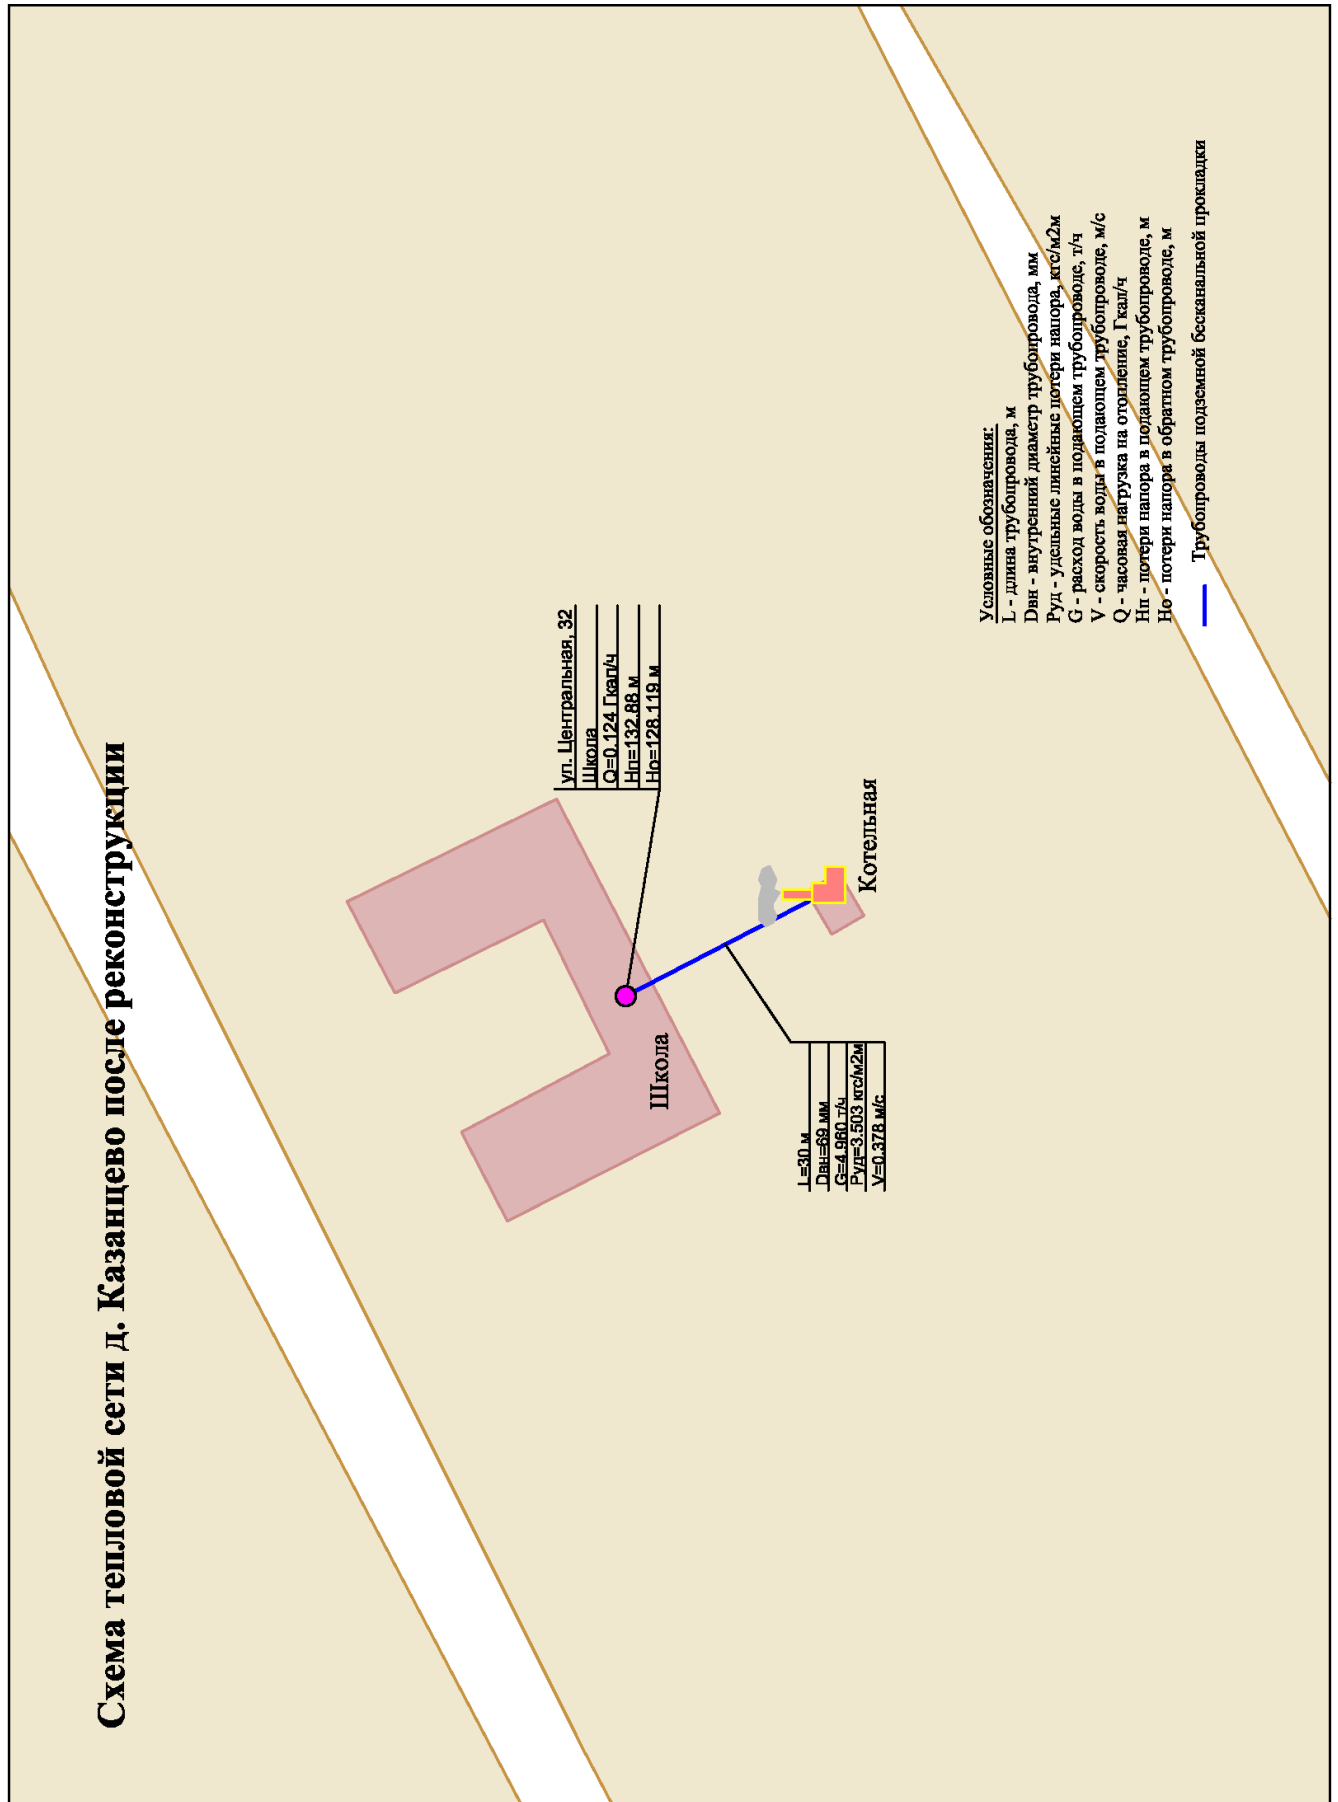 Схема тепловой сети д. Казанцево после реконструкции
ул. Центральная, 32
Школа
Q=0.124 Гкал/ч
Нп=132.88 м
Но=128.119 м
Школа
Котельная
L=30 м
Dвн=69 мм
G=4.960 т/ч
Руд=3.503 кгс/м2м
V=0.378 м/с
Условные обозначения:
L - длина трубопровода, м
Dвн - внутренний диаметр трубопровода, мм
Руд - удельные линейные потери напора, кгс/м2м
G - расход воды в подающем трубопроводе, т/ч
V - скорость воды в подающем трубопроводе, м/с
Q - часовая нагрузка на отопление, Гкал/ч
Нп - потери напора в подающем трубопроводе, м
Но - потери напора в обратном трубопроводе, м
Трубопроводы подземной бесканальной прокладки